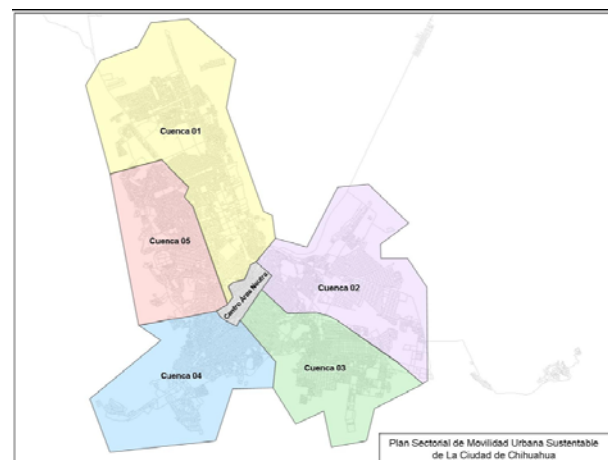 Cuenca 01
Cuenca 05
Cuenca 02
Centro Area Neutra
Cuenca 04
Cuenca 03
Plan Sectorial de Movilidad Urbana Sustentable
de La Ciudad de Chihuahua